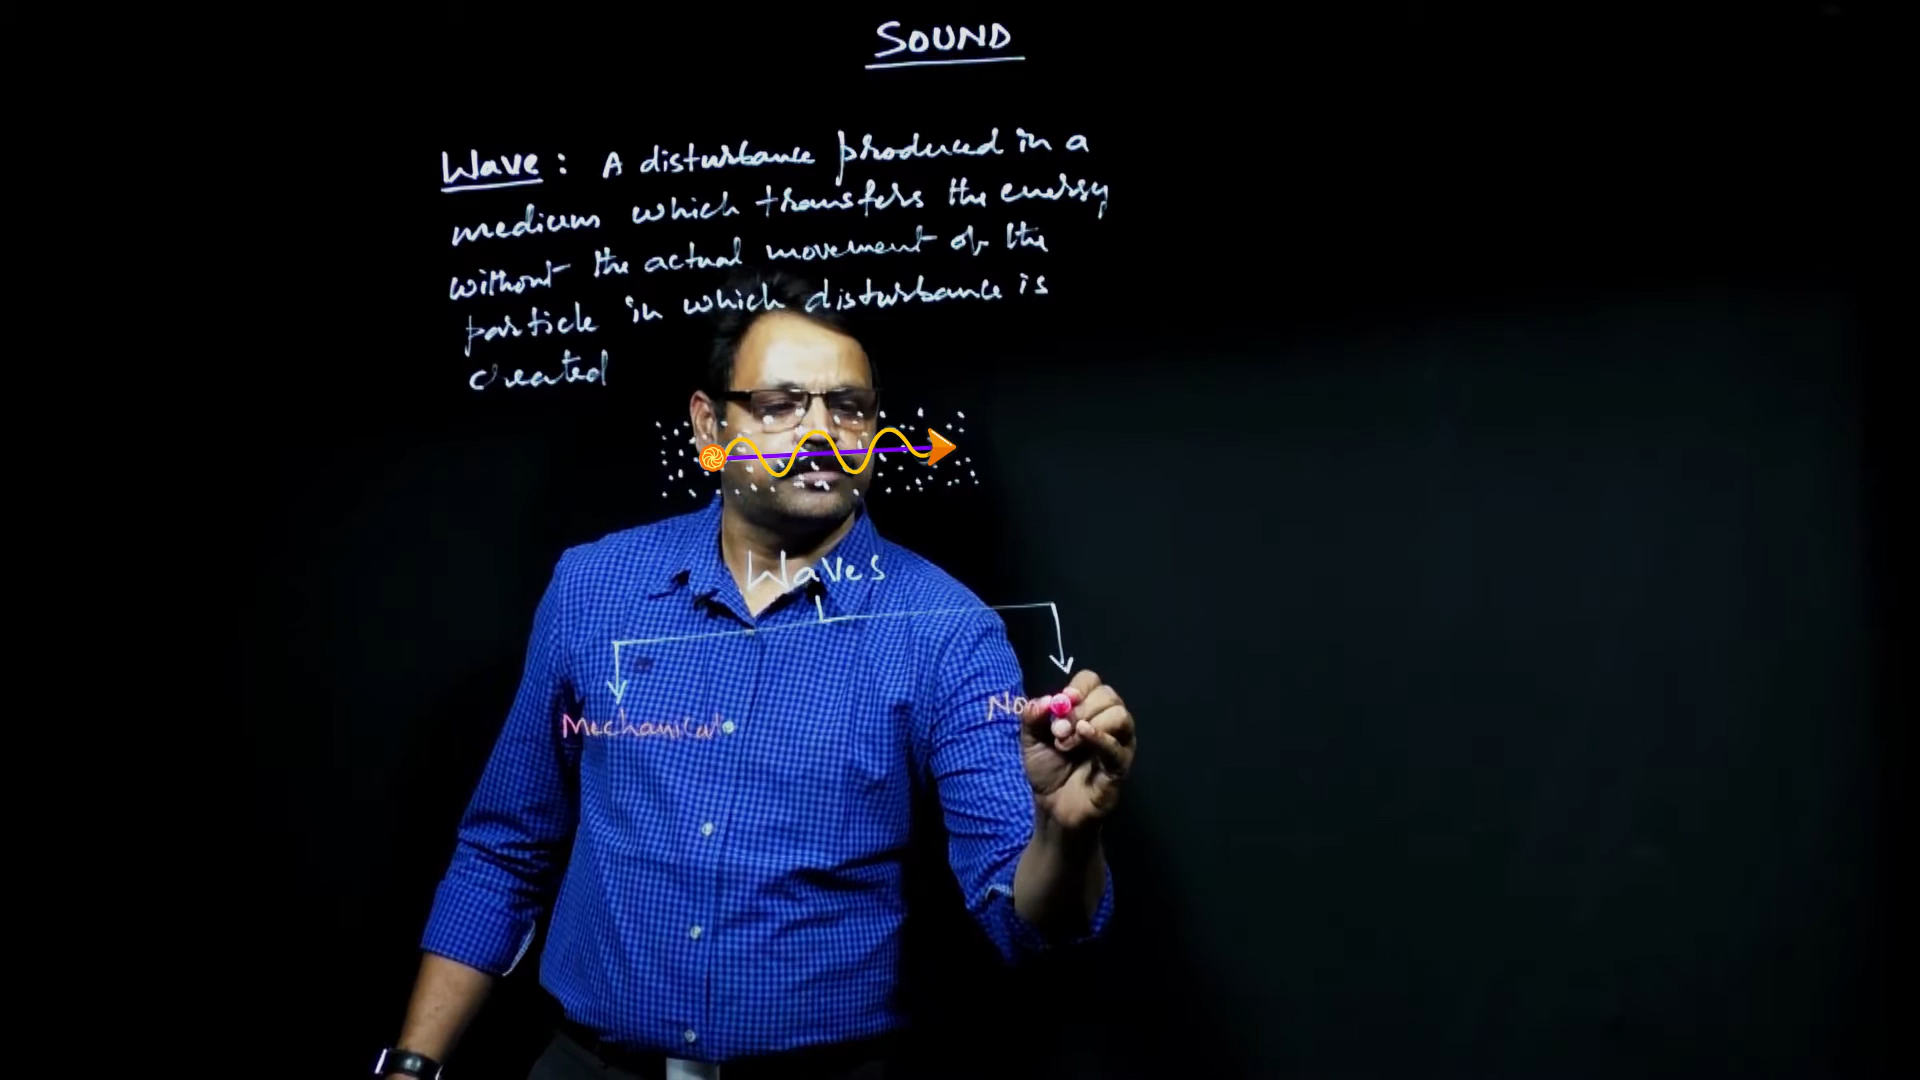 SOUND
Wave : A disturbance produced in a
medium which transfers the energy
without the actual movement of the
particle in which disturbance is
created
Waves
Mechanical
Non